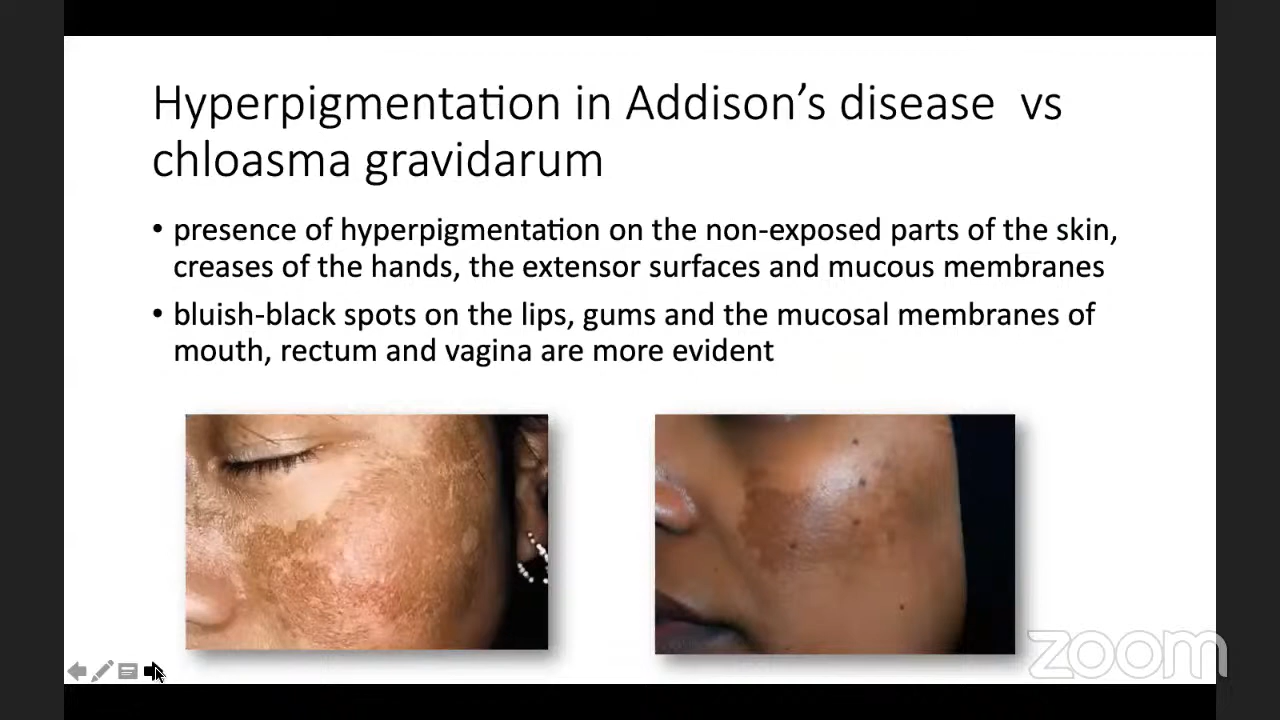 Hyperpigmentation in Addison’s disease  vs
chloasma gravidarum
• presence of hyperpigmentation on the non-exposed parts of the skin,
creases of the hands, the extensor surfaces and mucous membranes
• bluish-black spots on the lips, gums and the mucosal membranes of
mouth, rectum and vagina are more evident
zoom